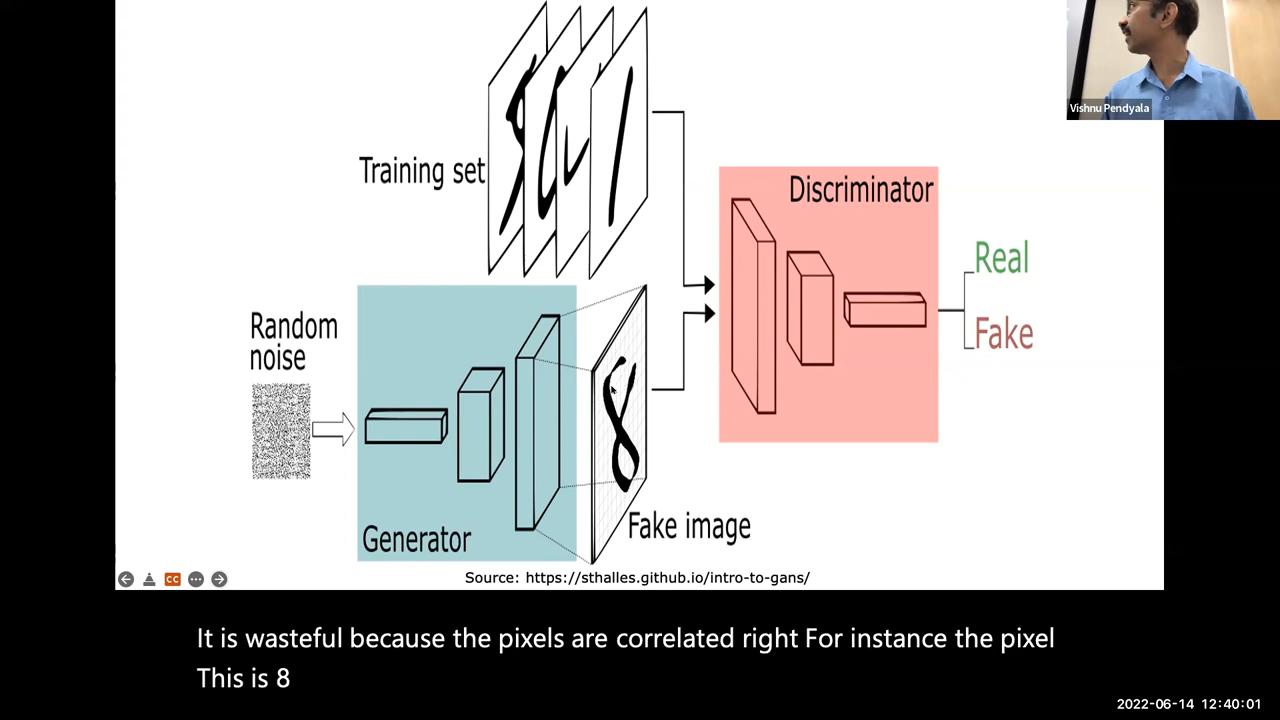 Vishnu Pendyala
Training set
Discriminator
Real
Fake
Random
noise
Generator
Fake image
8
CC
Source: https://sthalles.github.io/intro-to-gans/
It is wasteful because the pixels are correlated right For instance the pixel
This is 8
2022-06-14 12:40:01